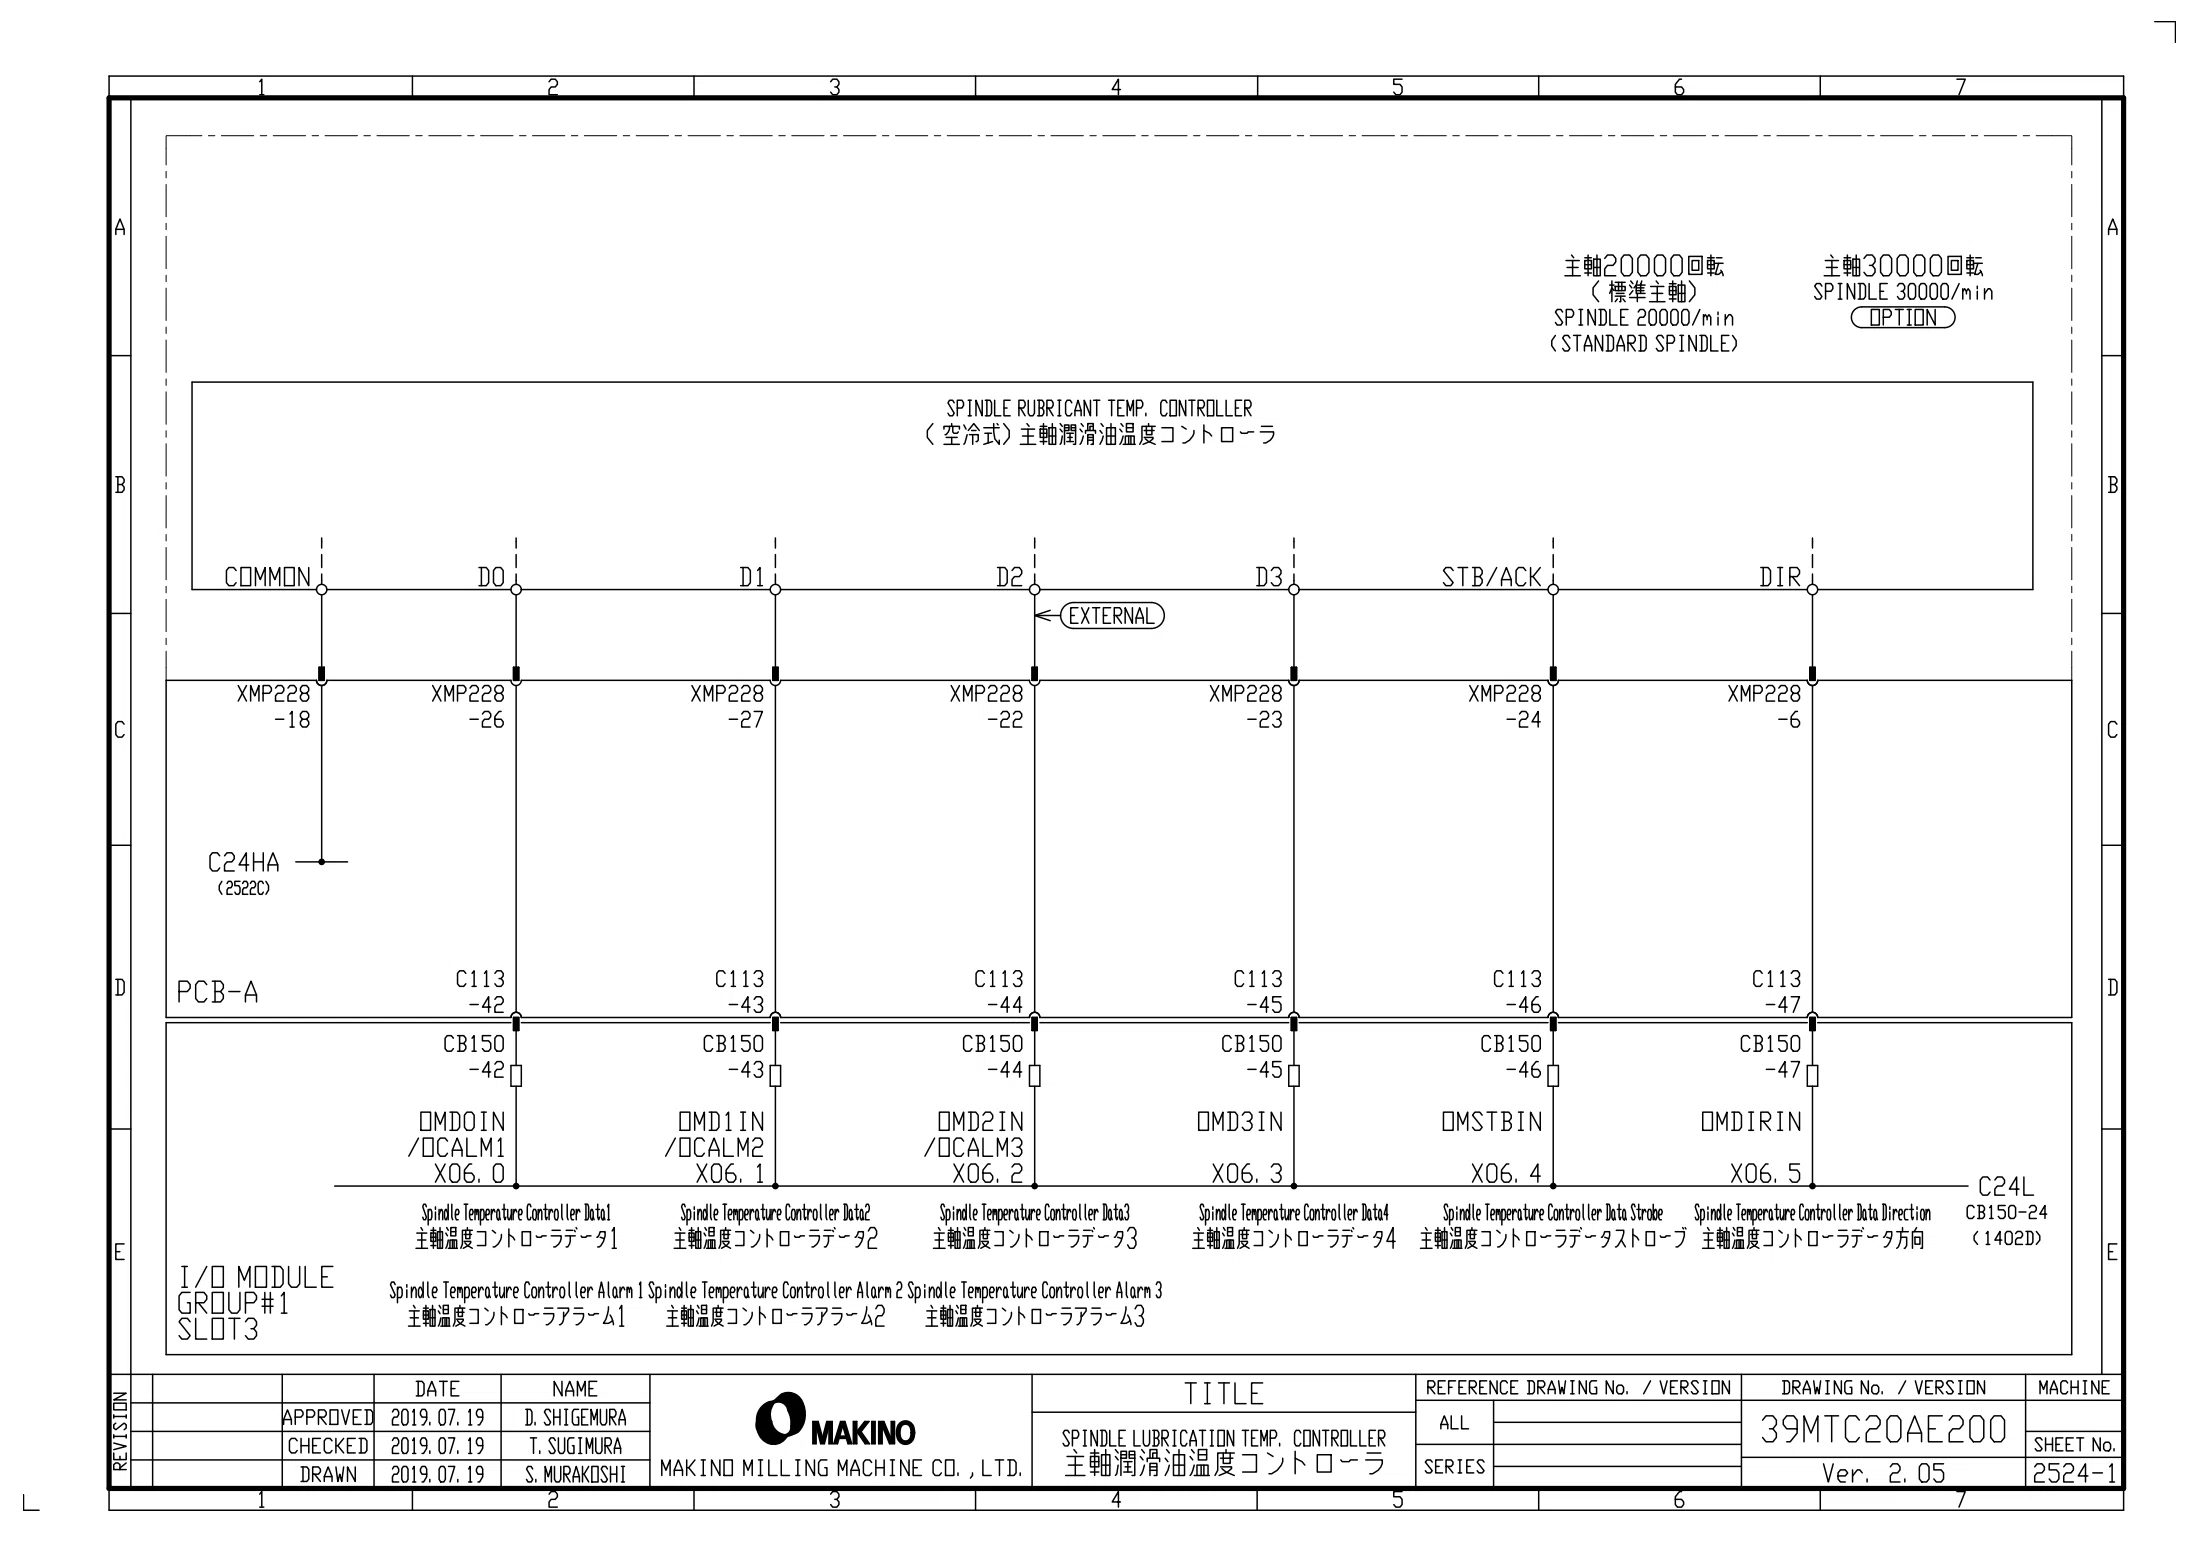 1 2 3 4 5 6 7
A A
主軸20000回転
(標準主軸)
SPINDLE 20000/min
(STANDARD SPINDLE)
主軸30000回転
SPINDLE 30000/min
OPTION
B B
SPINDLE RUBRICANT TEMP. CONTROLLER
(空冷式)主軸潤滑油温度コントローラ
COMMON D0 D1 D2 D3 STB/ACK DIR
EXTERNAL
XMP228 XMP228 XMP228 XMP228 XMP228 XMP228 XMP228
-18 -26 -27 -22 -23 -24 -6
C C
C24HA
(2522C)
C113 C113 C113 C113 C113 C113
-42 -43 -44 -45 -46 -47
D PCB-A D
CB150 CB150 CB150 CB150 CB150 CB150
-42 -43 -44 -45 -46 -47
OMD0IN OMD1IN OMD2IN OMD3IN OMSTBIN OMDIRIN
/OCALM1 /OCALM2 /OCALM3
X06.0 X06.1 X06.2 X06.3 X06.4 X06.5
C24L
CB150-24
(1402D)
Spindle Temperature Controller Data1 Spindle Temperature Controller Data2 Spindle Temperature Controller Data3 Spindle Temperature Controller Data4 Spindle Temperature Controller Data Strobe Spindle Temperature Controller Data Direction
主軸温度コントローラデータ1 主軸温度コントローラデータ2 主軸温度コントローラデータ3 主軸温度コントローラデータ4 主軸温度コントローラデータストローブ 主軸温度コントローラデータ方向
E E
Spindle Temperature Controller Alarm 1 Spindle Temperature Controller Alarm 2 Spindle Temperature Controller Alarm 3
主軸温度コントローラアラーム1 主軸温度コントローラアラーム2 主軸温度コントローラアラーム3
I/O MODULE
GROUP#1
SLOT3
REVISION
DATE NAME
APPROVED 2019.07.19 D. SHIGEMURA
CHECKED 2019.07.19 T. SUGIMURA
DRAWN 2019.07.19 S. MURAKOSHI
MAKINO
MAKINO MILLING MACHINE CO.,LTD.
TITLE
SPINDLE LUBRICATION TEMP. CONTROLLER
主軸潤滑油温度コントローラ
REFERENCE DRAWING No. / VERSION
ALL
SERIES
DRAWING No. / VERSION
39MTC20AE200
Ver. 2.05
MACHINE
SHEET No.
2524-1
1 2 3 4 5 6 7